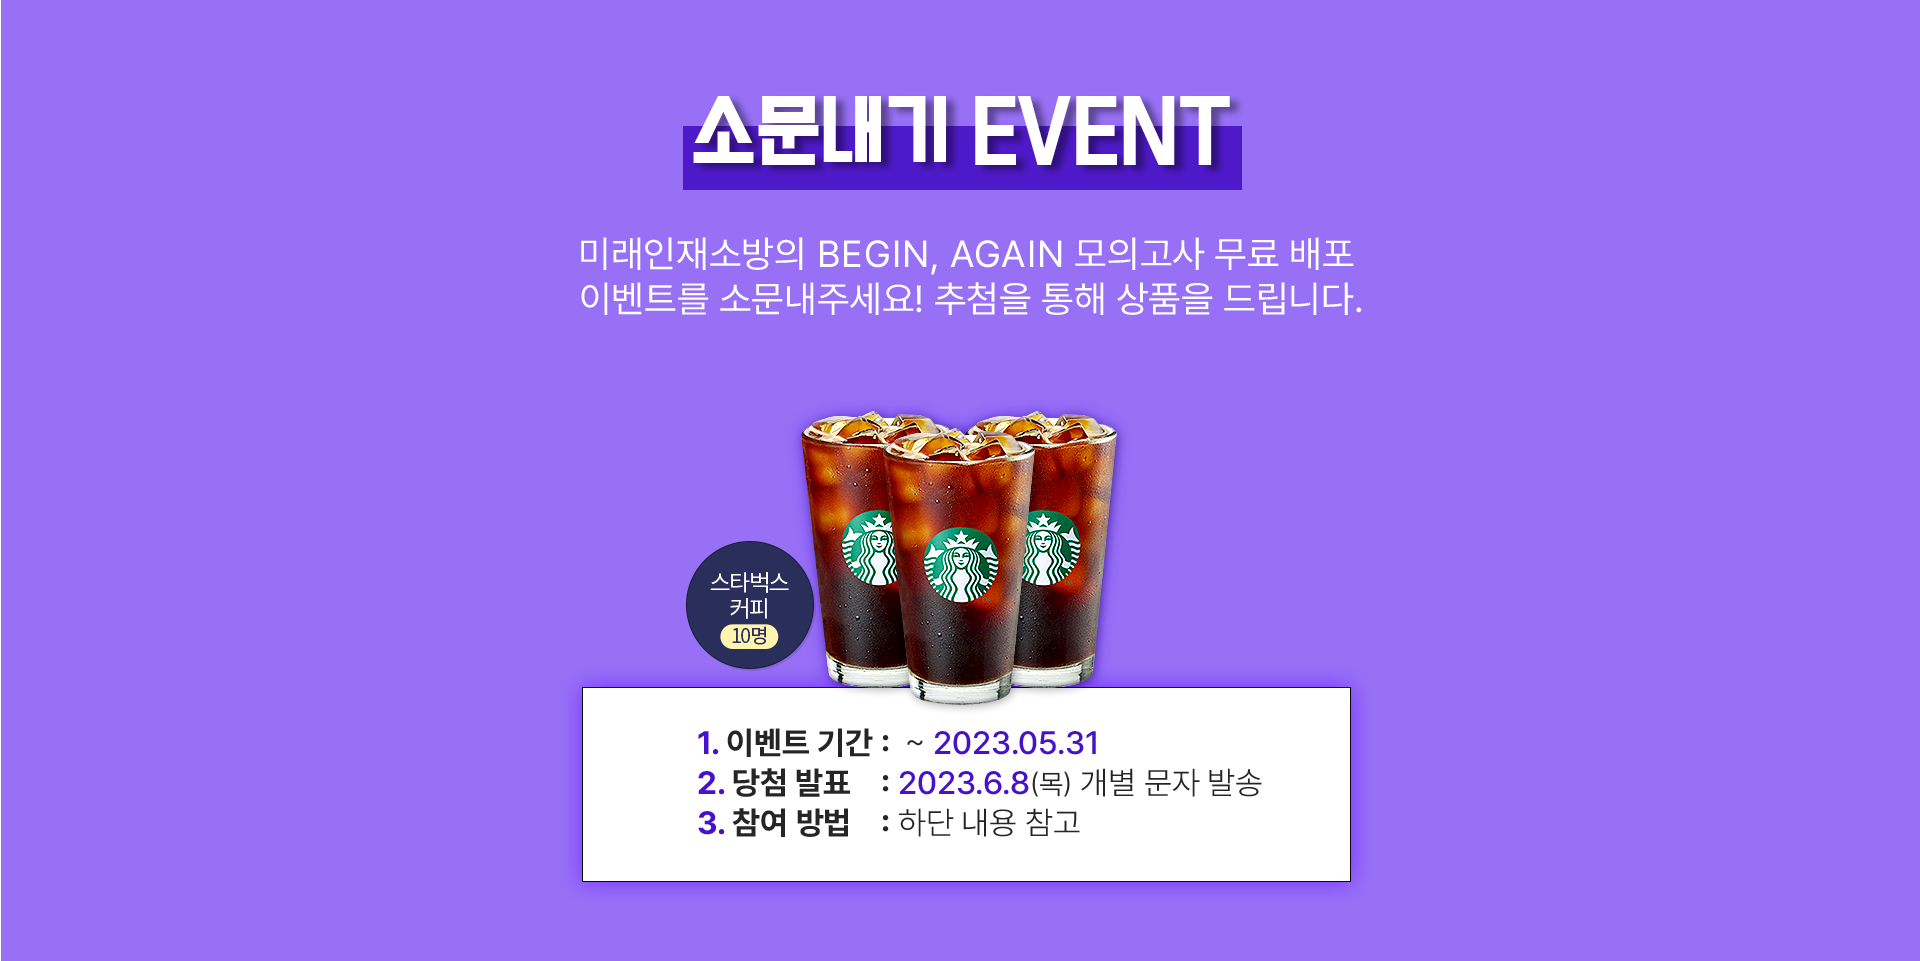 소문내기 EVENT
미래인재소방의 BEGIN, AGAIN 모의고사 무료 배포
이벤트를 소문내주세요! 추첨을 통해 상품을 드립니다.
스타벅스
커피
10명
1. 이벤트 기간 : ~ 2023.05.31
2. 당첨 발표 : 2023.6.8(목) 개별 문자 발송
3. 참여 방법 : 하단 내용 참고